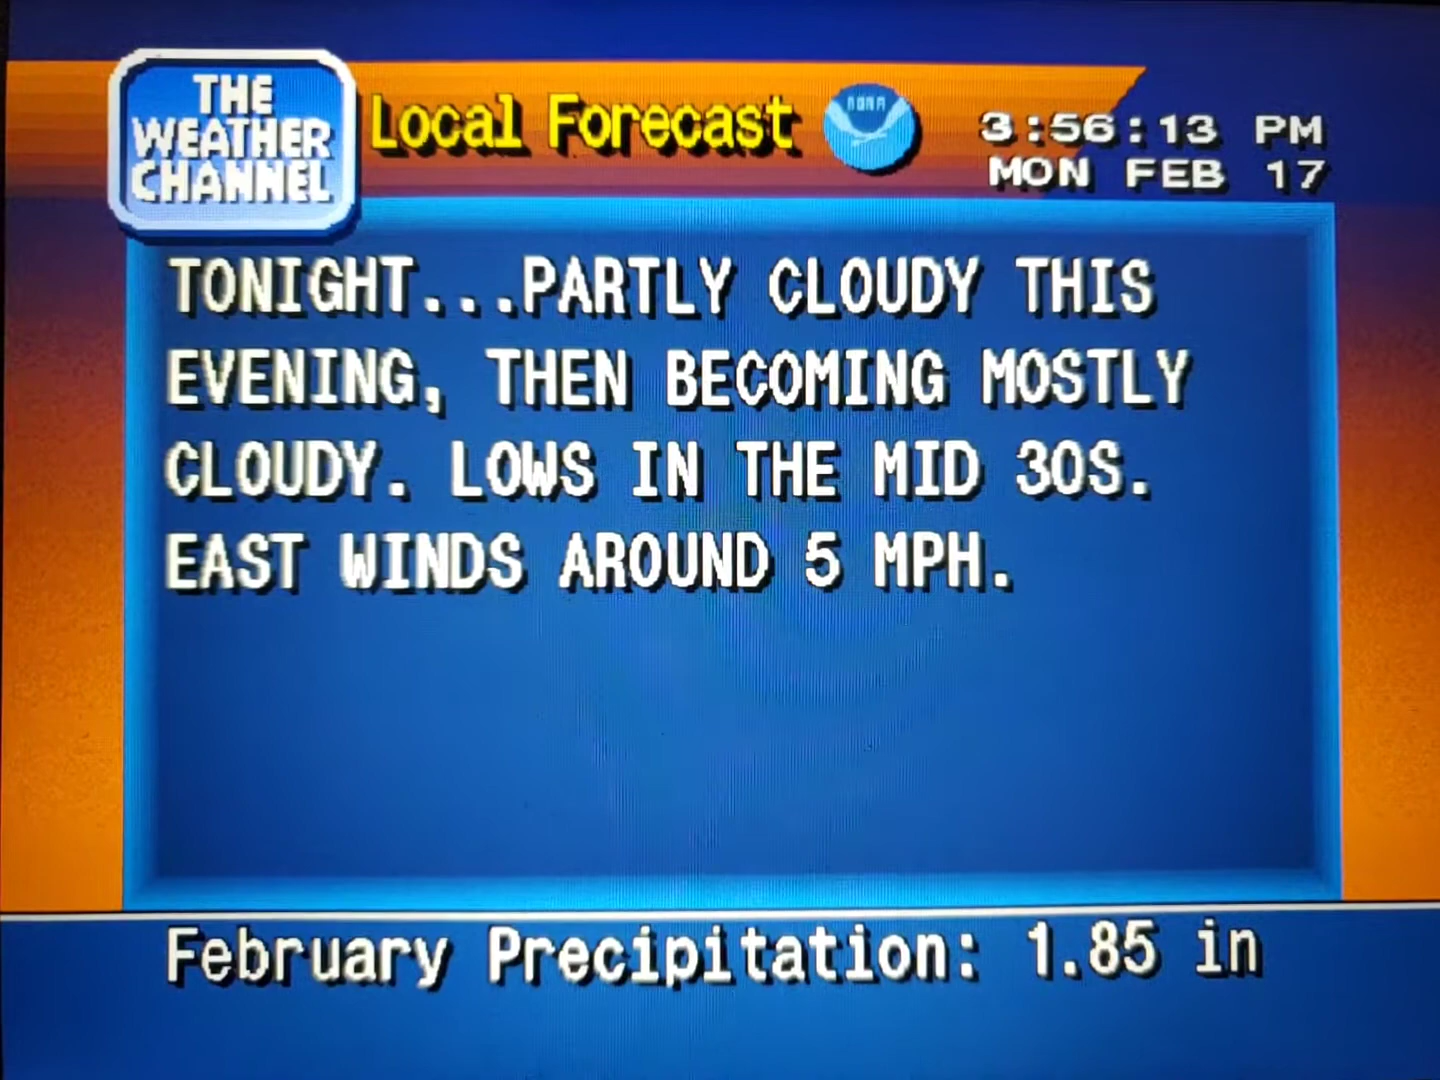 THE
WEATHER
CHANNEL
Local Forecast
NOAA
3:56:13 PM
MON FEB 17
TONIGHT...PARTLY CLOUDY THIS
EVENING, THEN BECOMING MOSTLY
CLOUDY. LOWS IN THE MID 30S.
EAST WINDS AROUND 5 MPH.
February Precipitation: 1.85 in